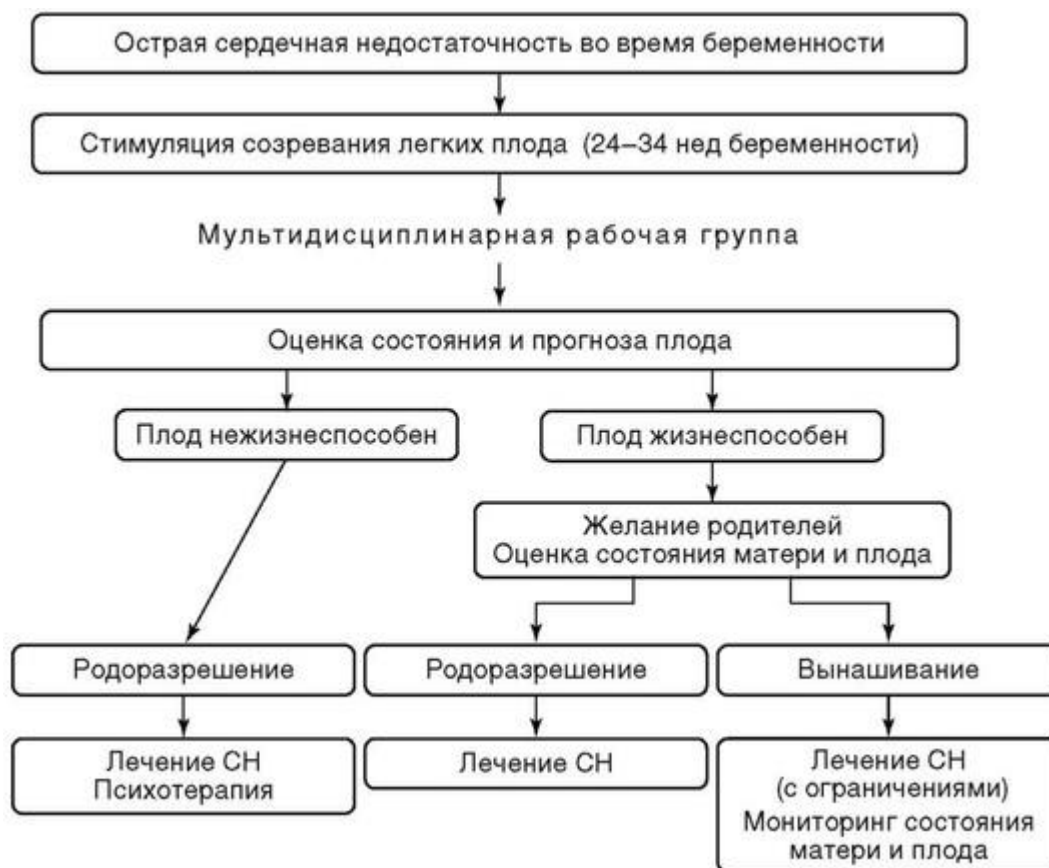 Острая сердечная недостаточность во время беременности
Стимуляция созревания легких плода (24–34 нед беременности)
Мультидисциплинарная рабочая группа
Оценка состояния и прогноза плода
Плод нежизнеспособен
Плод жизнеспособен
Желание родителей
Оценка состояния матери и плода
Родоразрешение
Родоразрешение
Вынашивание
Лечение СН
Психотерапия
Лечение СН
Лечение СН
(с ограничениями)
Мониторинг состояния
матери и плода